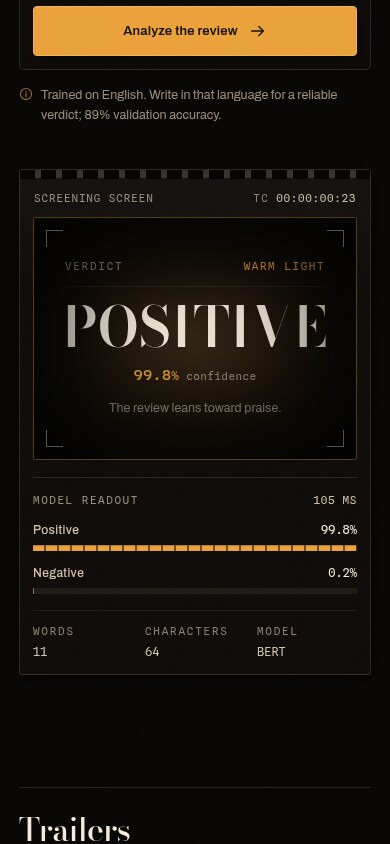 Analyze the review →
Trained on English. Write in that language for a reliable
verdict; 89% validation accuracy.
SCREENING SCREEN
TC 00:00:00:23
VERDICT
WARM LIGHT
POSITIVE
99.8% confidence
The review leans toward praise.
MODEL READOUT
105 MS
Positive
99.8%
Negative
0.2%
WORDS
CHARACTERS
MODEL
11
64
BERT
Trailers